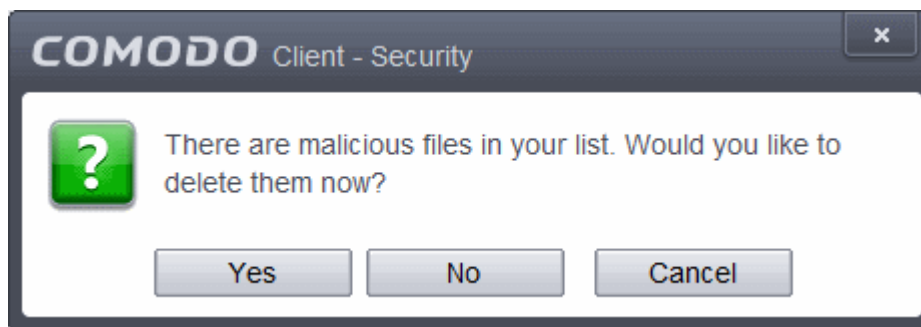 COMODO Client - Security
×
?
There are malicious files in your list. Would you like to
delete them now?
Yes No Cancel